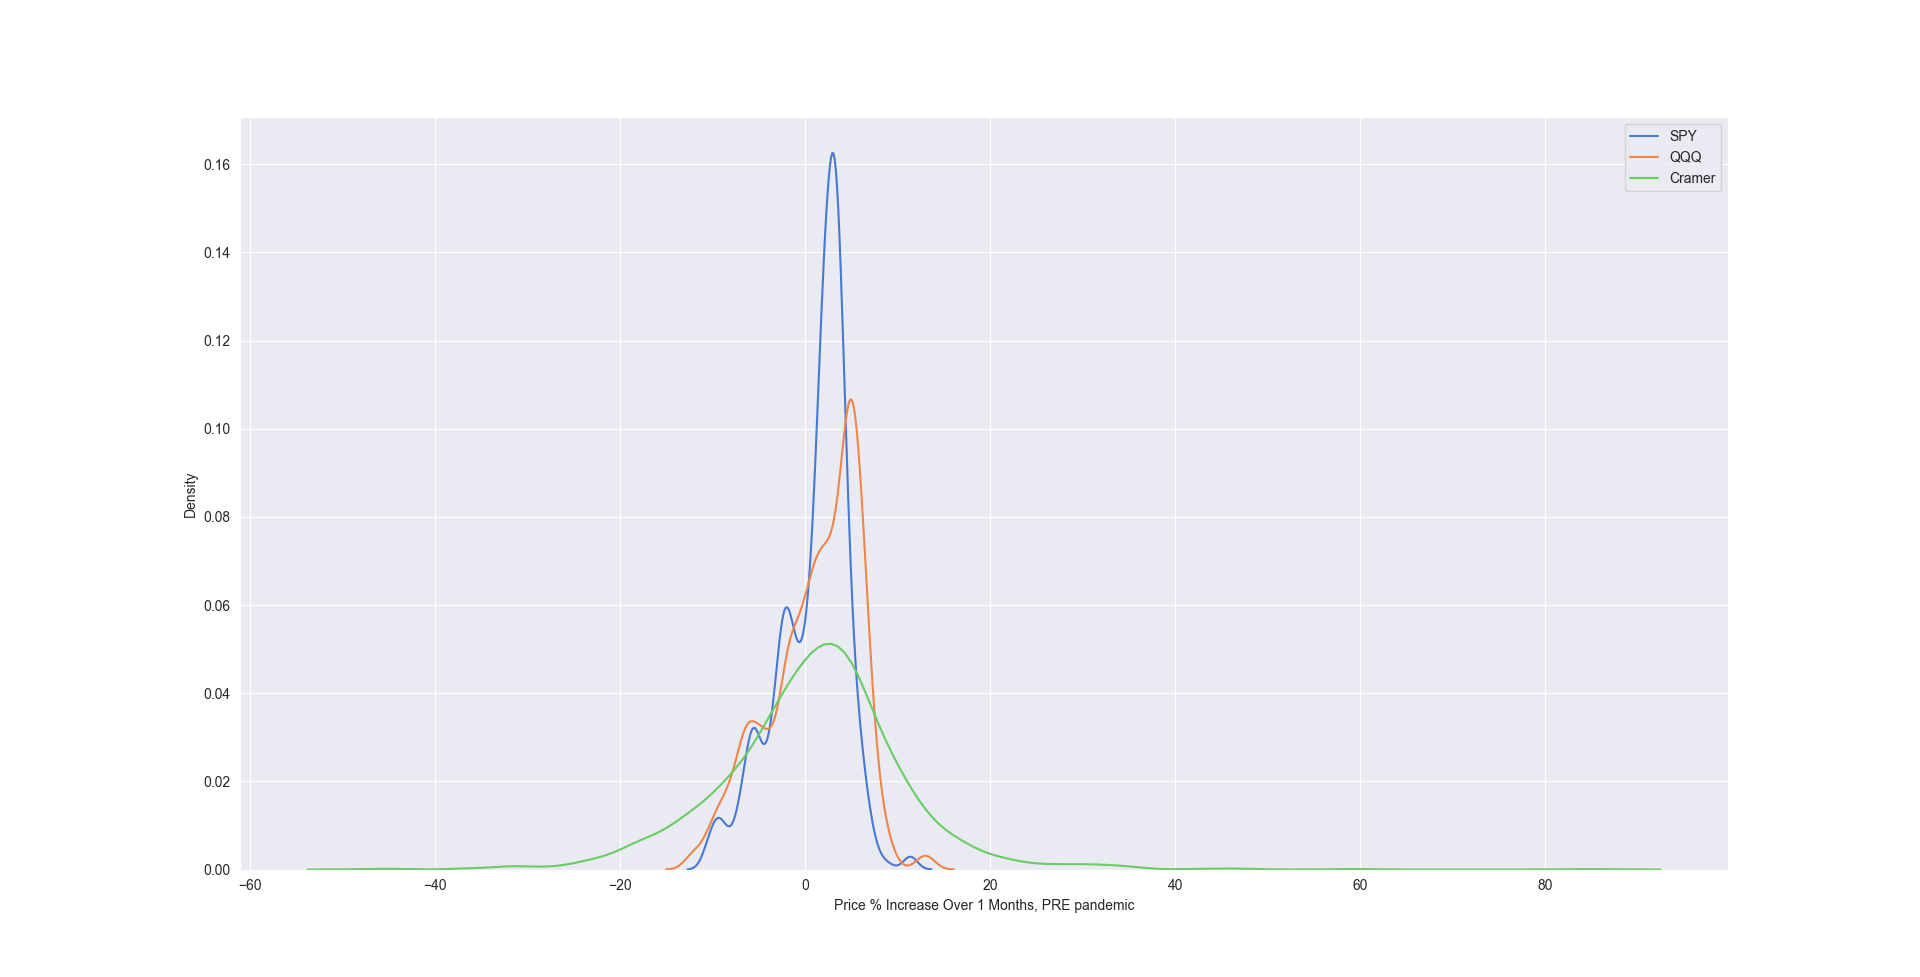 SPY
QQQ
Cramer
0.16
0.14
0.12
0.10
0.08
0.06
0.04
0.02
0.00
Density
−60 −40 −20 0 20 40 60 80
Price % Increase Over 1 Months, PRE pandemic